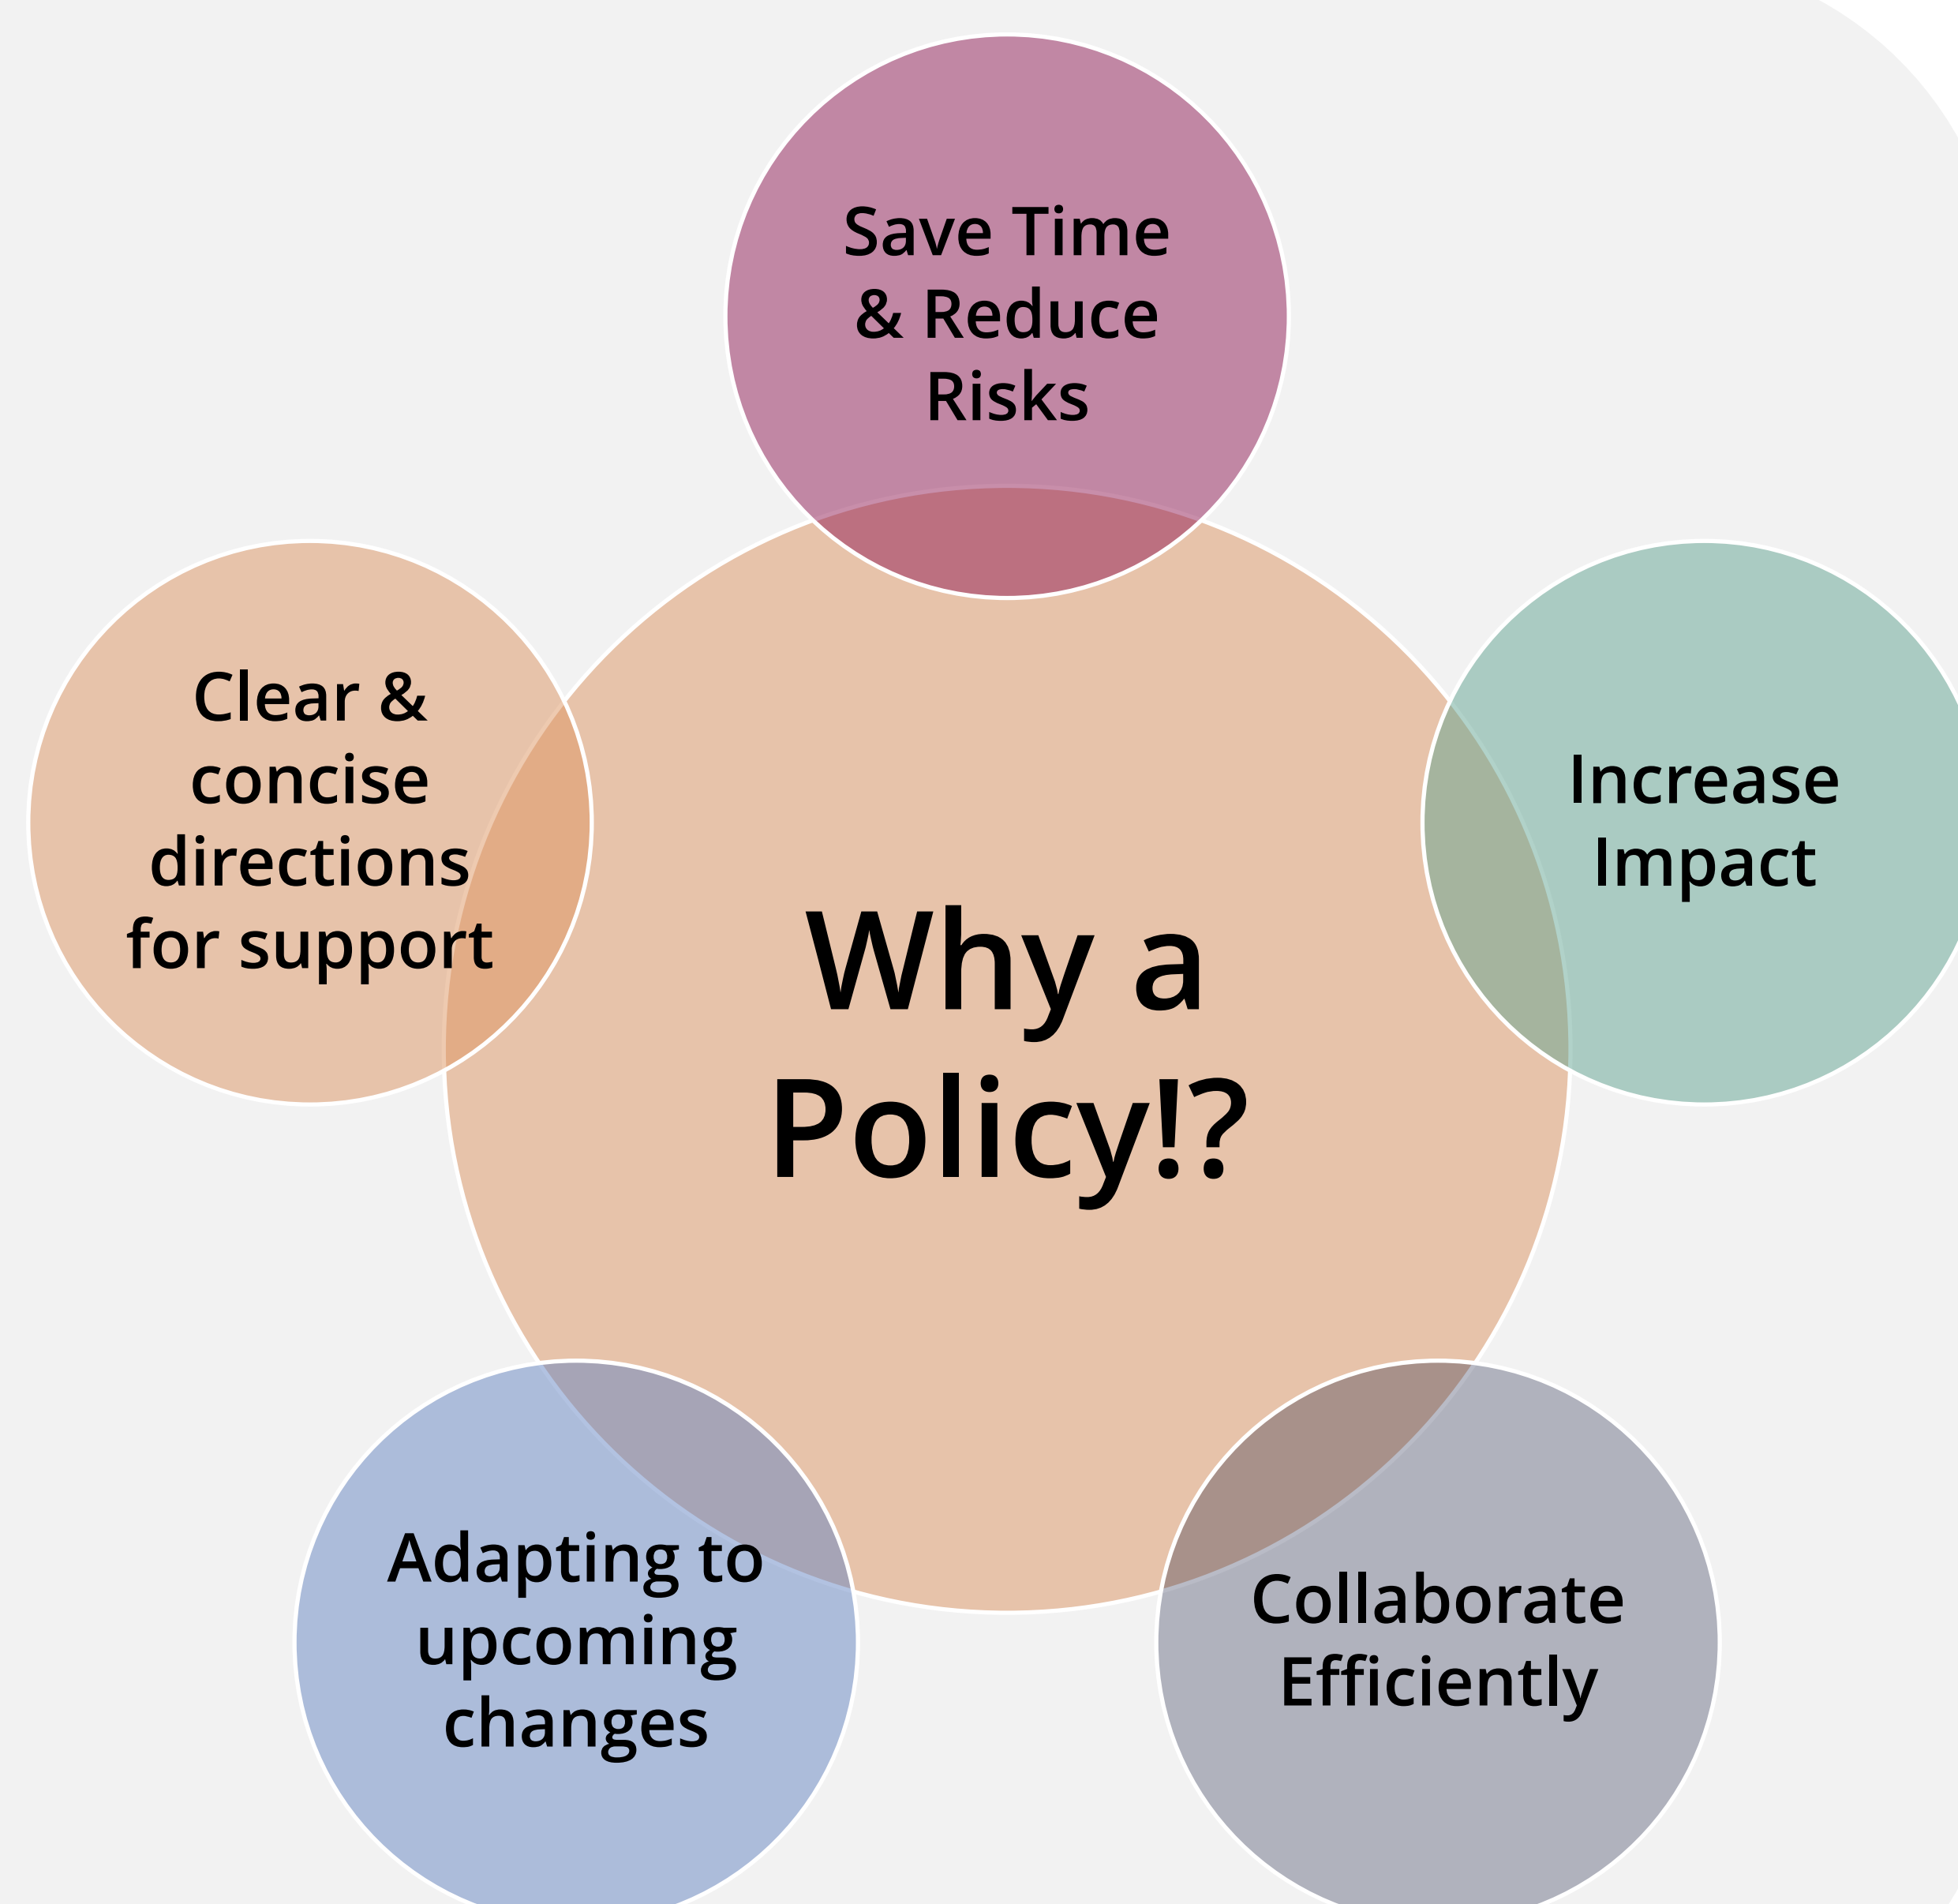 Save Time
& Reduce
Risks
Clear &
concise
directions
for support
Increase
Impact
Why a
Policy!?
Adapting to
upcoming
changes
Collaborate
Efficiently